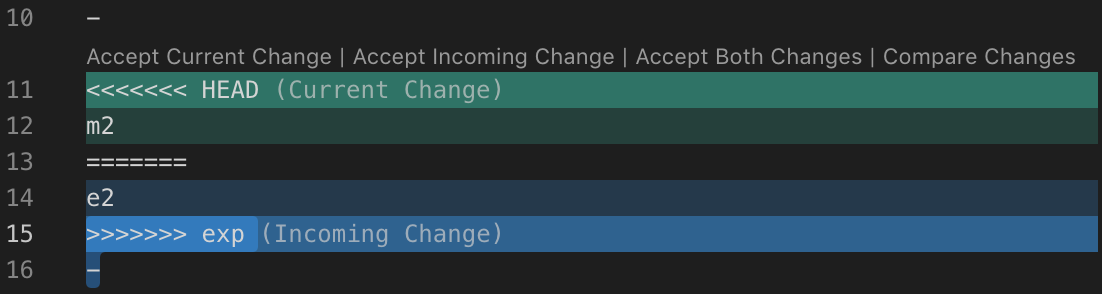 10 -
Accept Current Change | Accept Incoming Change | Accept Both Changes | Compare Changes
11 <<<<<<< HEAD (Current Change)
12 m2
13 =======
14 e2
15 >>>>>>> exp (Incoming Change)
16 -